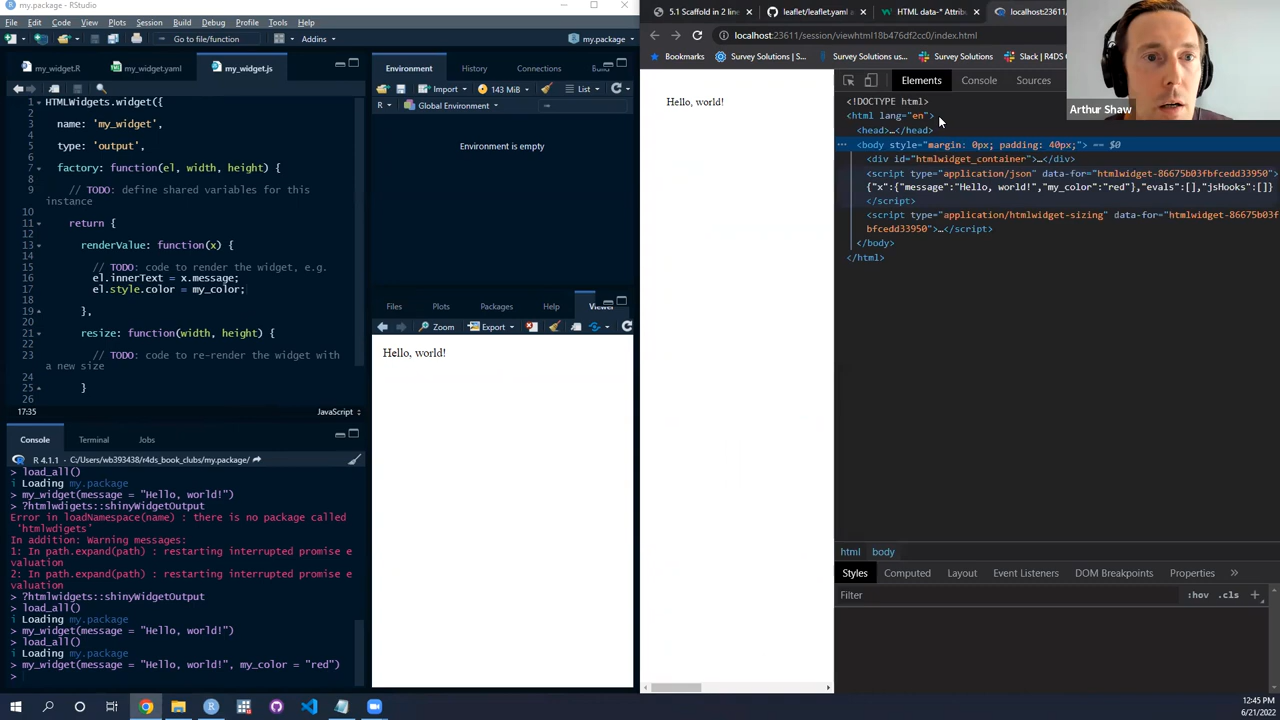 my.package - RStudio
File Edit Code View Plots Session Build Debug Profile Tools Help
Go to file/function
Addins
my.package
my_widget.R
my_widget.yaml
my_widget.js
1 HTMLWidgets.widget({
2
3 name: 'my_widget',
4
5 type: 'output',
6
7 factory: function(el, width, height) {
8
9 // TODO: define shared variables for this
instance
10
11 return {
12
13 renderValue: function(x) {
14
15 // TODO: code to render the widget, e.g.
16 el.innerText = x.message;
17 el.style.color = my_color;
18
19 },
20
21 resize: function(width, height) {
22
23 // TODO: code to re-render the widget with
a new size
24
25 }
26
17:35
JavaScript
Console Terminal Jobs
R 4.1.1 · C:/Users/wb393438/r4ds_book_clubs/my.package/
> load_all()
i Loading my.package
> my_widget(message = "Hello, world!")
> ?htmlwdigets::shinyWidgetOutput
Error in loadNamespace(name) : there is no package called
‘htmlwdigets’
In addition: Warning messages:
1: In path.expand(path) : restarting interrupted promise e
valuation
2: In path.expand(path) : restarting interrupted promise e
valuation
> ?htmlwidgets::shinyWidgetOutput
> load_all()
i Loading my.package
> my_widget(message = "Hello, world!")
> load_all()
i Loading my.package
> my_widget(message = "Hello, world!", my_color = "red")
>
Environment History Connections Build
Import 143 MiB List
R Global Environment
Environment is empty
Files Plots Packages Help Viewer
Zoom Export
Hello, world!
5.1 Scaffold in 2 line
leaflet/leaflet.yaml a
HTML data-* Attribu
localhost:23611/
localhost:23611/session/viewhtml18b476df2cc0/index.html
Bookmarks
Survey Solutions |...
Survey Solutions us...
Survey Solutions
Slack | R4DS
Hello, world!
Elements Console Sources
<!DOCTYPE html>
<html lang="en">
<head>…</head>
<body style="margin: 0px; padding: 40px;"> == $0
<div id="htmlwidget_container">…</div>
<script type="application/json" data-for="htmlwidget-86675b03fbfcedd33950">
{"x":{"message":"Hello, world!","my_color":"red"},"evals":[],"jsHooks":[]}
</script>
<script type="application/htmlwidget-sizing" data-for="htmlwidget-86675b03f
bfcedd33950">…</script>
</body>
</html>
html body
Styles Computed Layout Event Listeners DOM Breakpoints Properties
Filter
:hov .cls
Arthur Shaw
12:45 PM
6/21/2022